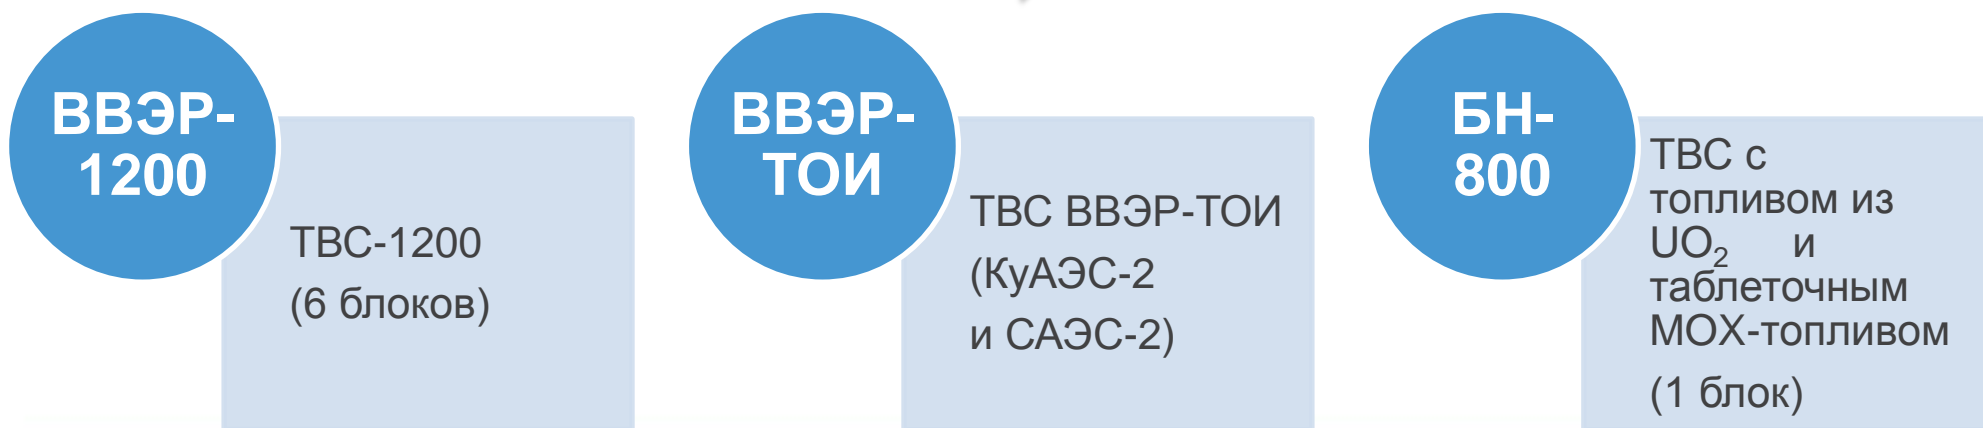 ВВЭР-
1200
ТВС-1200
(6 блоков)
ВВЭР-
ТОИ
ТВС ВВЭР-ТОИ
(КуАЭС-2
и САЭС-2)
БН-
800
ТВС с
топливом из
UO₂ и
таблеточным
МОХ-топливом
(1 блок)